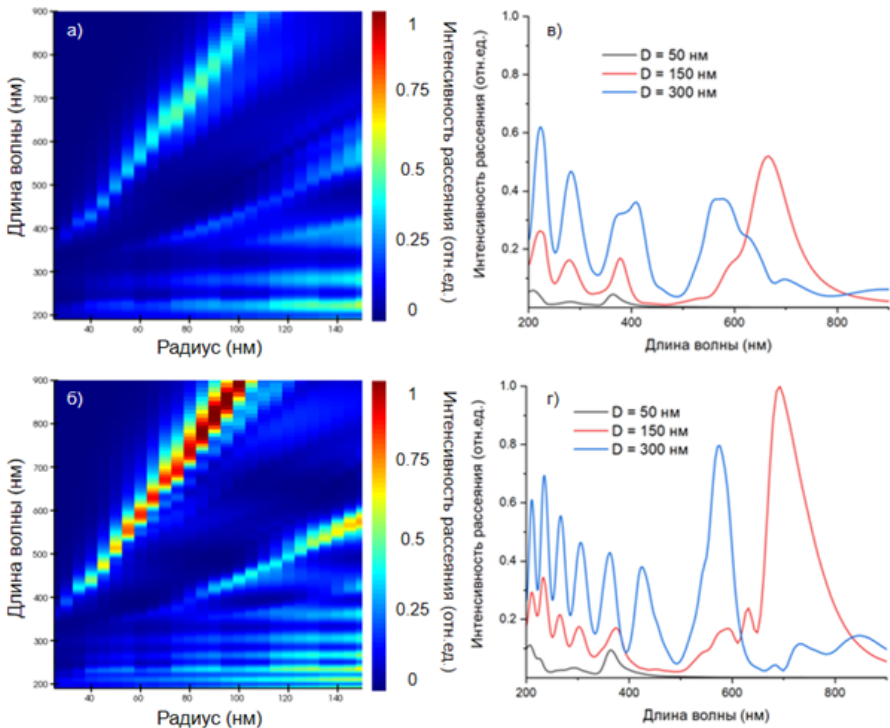 а)
Длина волны (нм)
900
800
700
600
500
400
300
200
40
60
80
100
120
140
Радиус (нм)
1
0.75
0.5
0.25
0
Интенсивность рассеяния (отн.ед.)
в)
D = 50 нм
D = 150 нм
D = 300 нм
Интенсивность рассеяния (отн.ед.)
1.0
0.8
0.6
0.4
0.2
200
400
600
800
Длина волны (нм)
б)
Длина волны (нм)
900
800
700
600
500
400
300
200
40
60
80
100
120
140
Радиус (нм)
1
0.75
0.5
0.25
0
Интенсивность рассеяния (отн.ед.)
г)
D = 50 нм
D = 150 нм
D = 300 нм
Интенсивность рассеяния (отн.ед.)
1.0
0.8
0.6
0.4
0.2
200
400
600
800
Длина волны (нм)